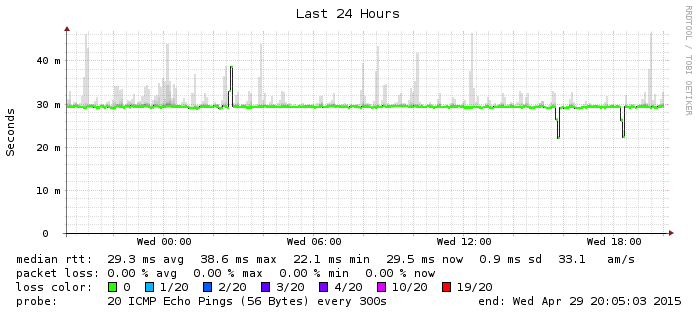 Last 24 Hours
RRDTOOL / TOBI OETIKER
Seconds
40 m
30 m
20 m
10 m
0
Wed 00:00 Wed 06:00 Wed 12:00 Wed 18:00
median rtt: 29.3 ms avg 38.6 ms max 22.1 ms min 29.5 ms now 0.9 ms sd 33.1 am/s
packet loss: 0.00 % avg 0.00 % max 0.00 % min 0.00 % now
loss color: 0 1/20 2/20 3/20 4/20 10/20 19/20
probe: 20 ICMP Echo Pings (56 Bytes) every 300s end: Wed Apr 29 20:05:03 2015